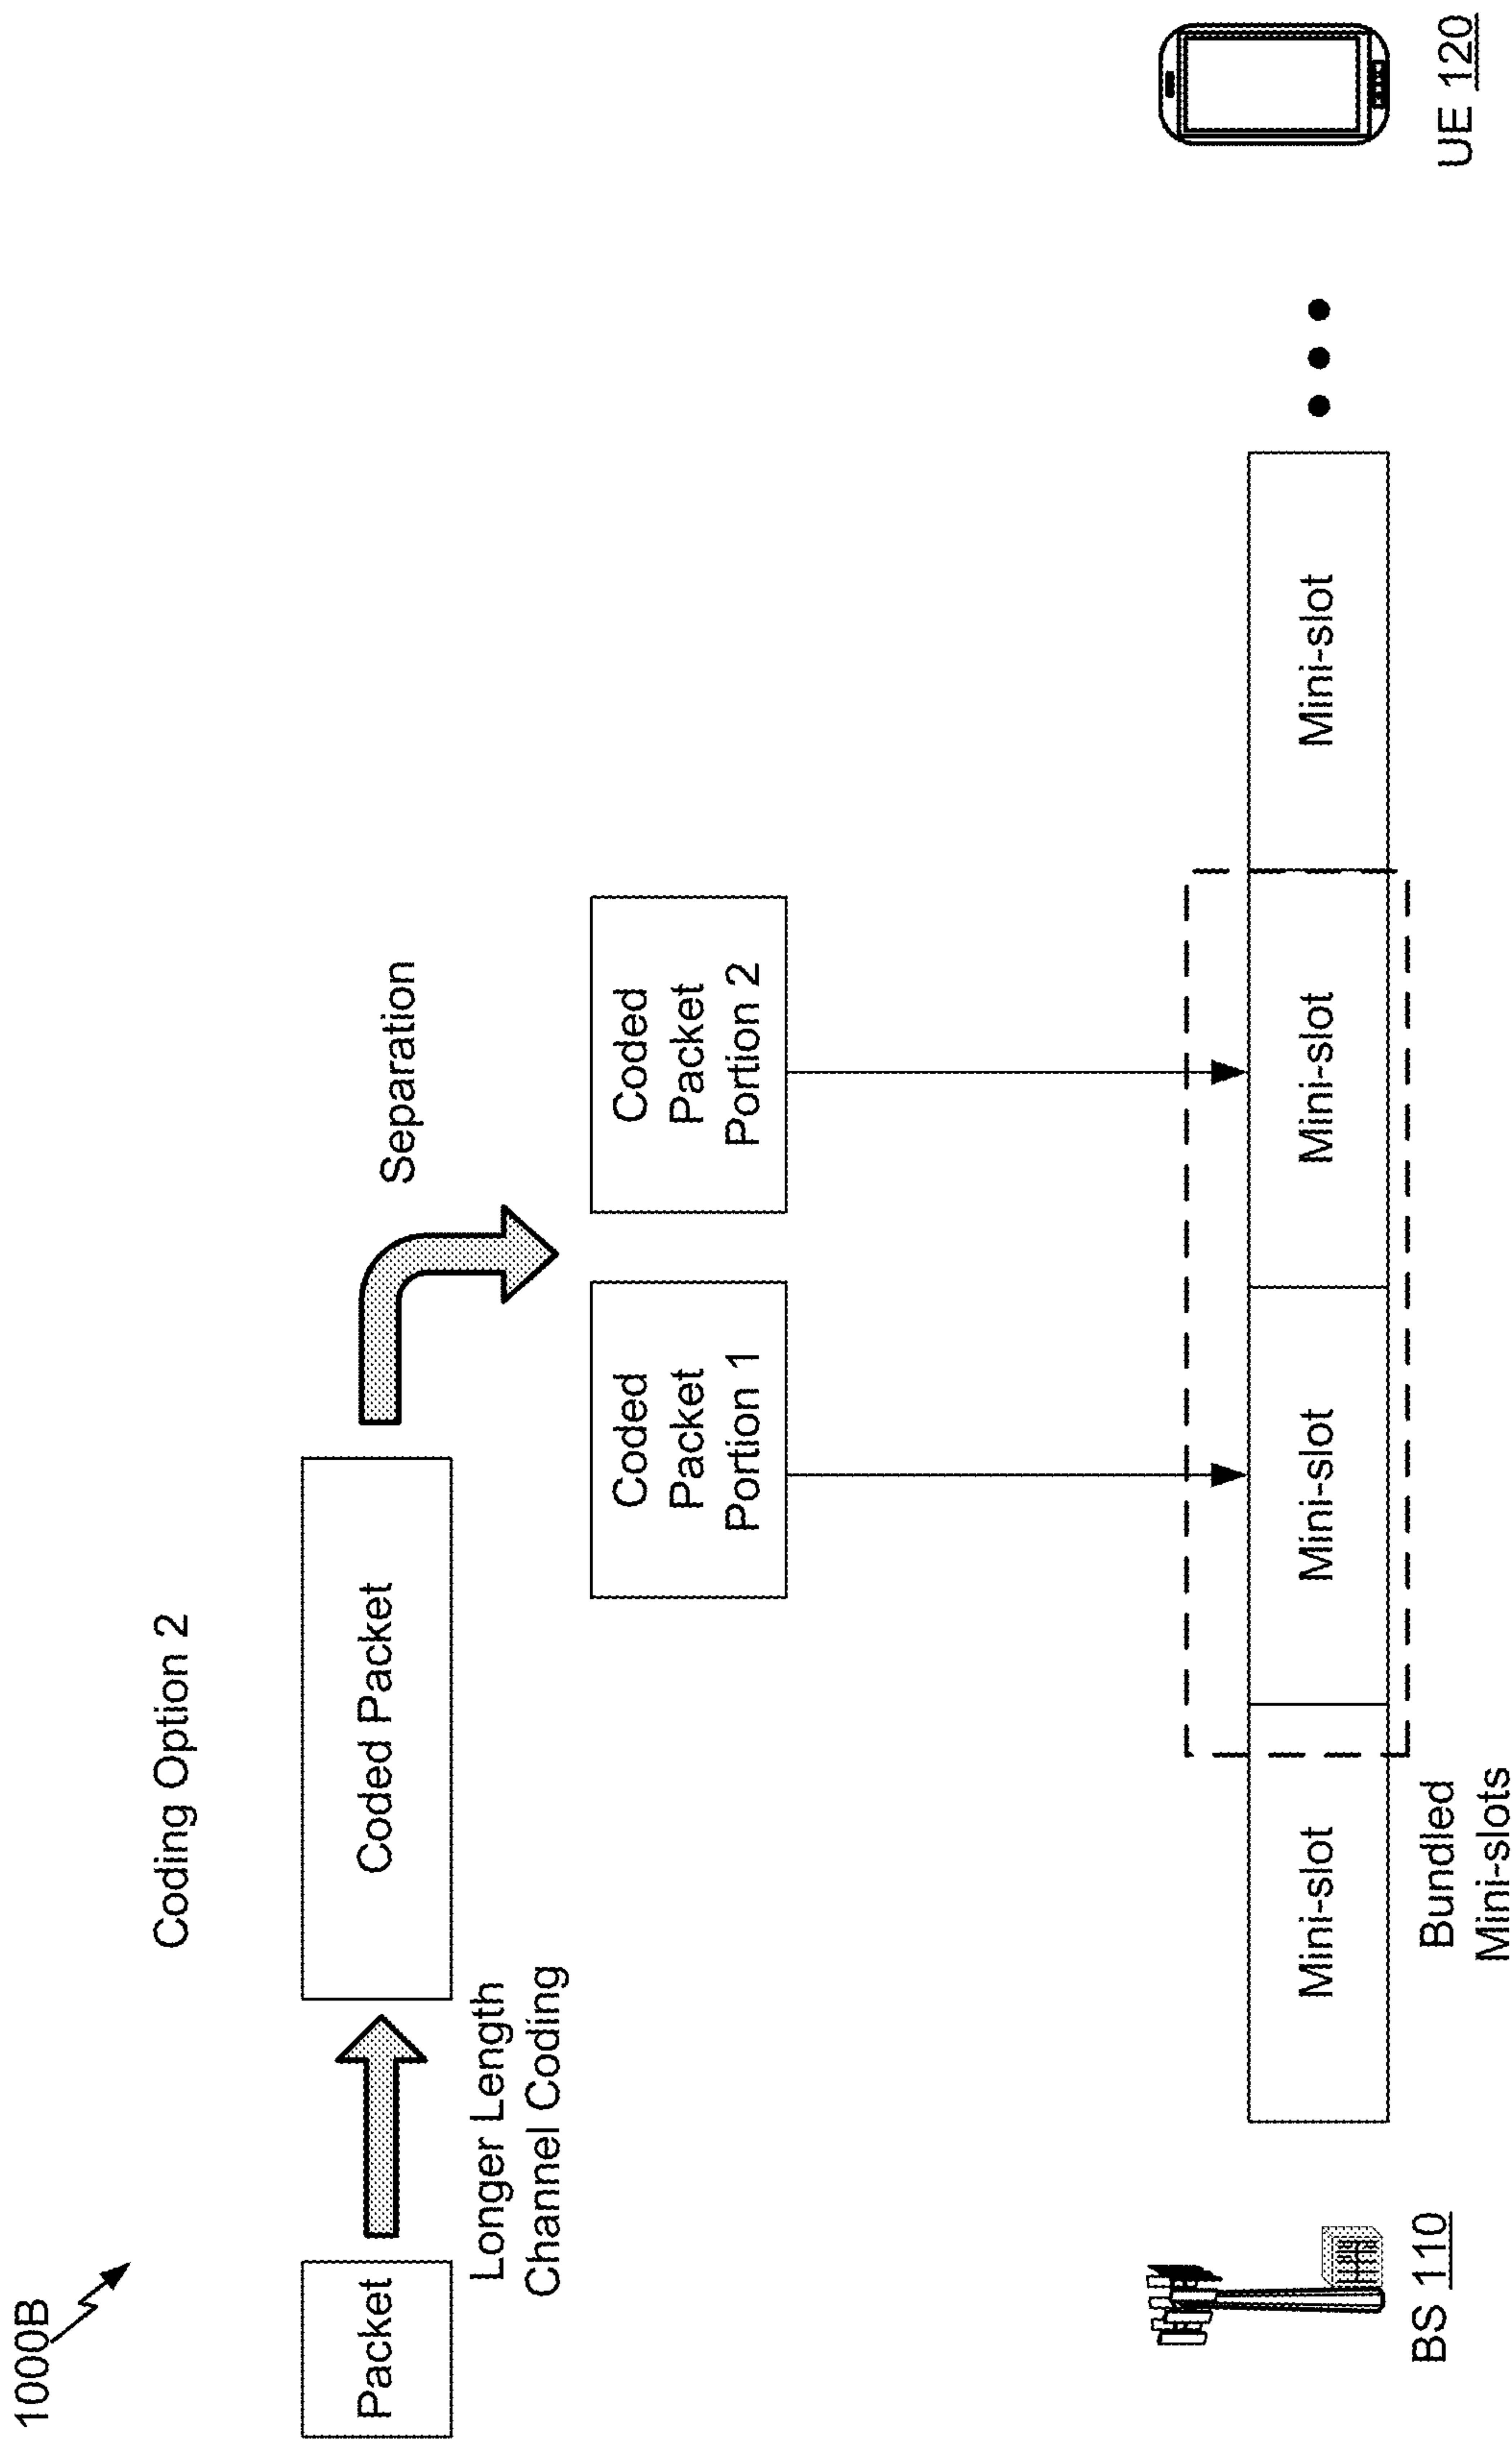 1000B
Coding Option 2
Packet
Longer Length
Channel Coding
Coded Packet
Separation
Coded
Packet
Portion 1
Coded
Packet
Portion 2
BS 110
Mini-slot
Mini-slot
Mini-slot
Mini-slot
Bundled
Mini-slots
UE 120